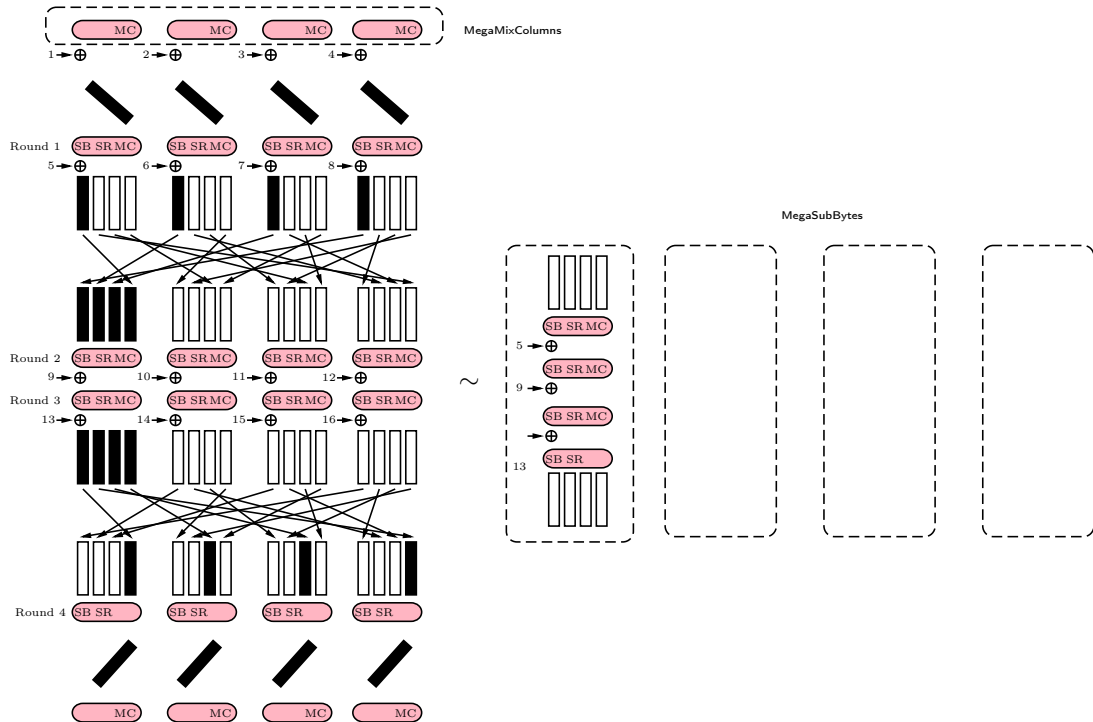 MC MC MC MC MegaMixColumns
1 2 3 4
Round 1 SB SR MC SB SR MC SB SR MC SB SR MC
5 6 7 8
MegaSubBytes
SB SR MC
5
Round 2 SB SR MC SB SR MC SB SR MC SB SR MC
SB SR MC
9 10 11 12
∼
9
Round 3 SB SR MC SB SR MC SB SR MC SB SR MC
SB SR MC
13 14 15 16
SB SR
13
Round 4 SB SR SB SR SB SR SB SR
MC MC MC MC